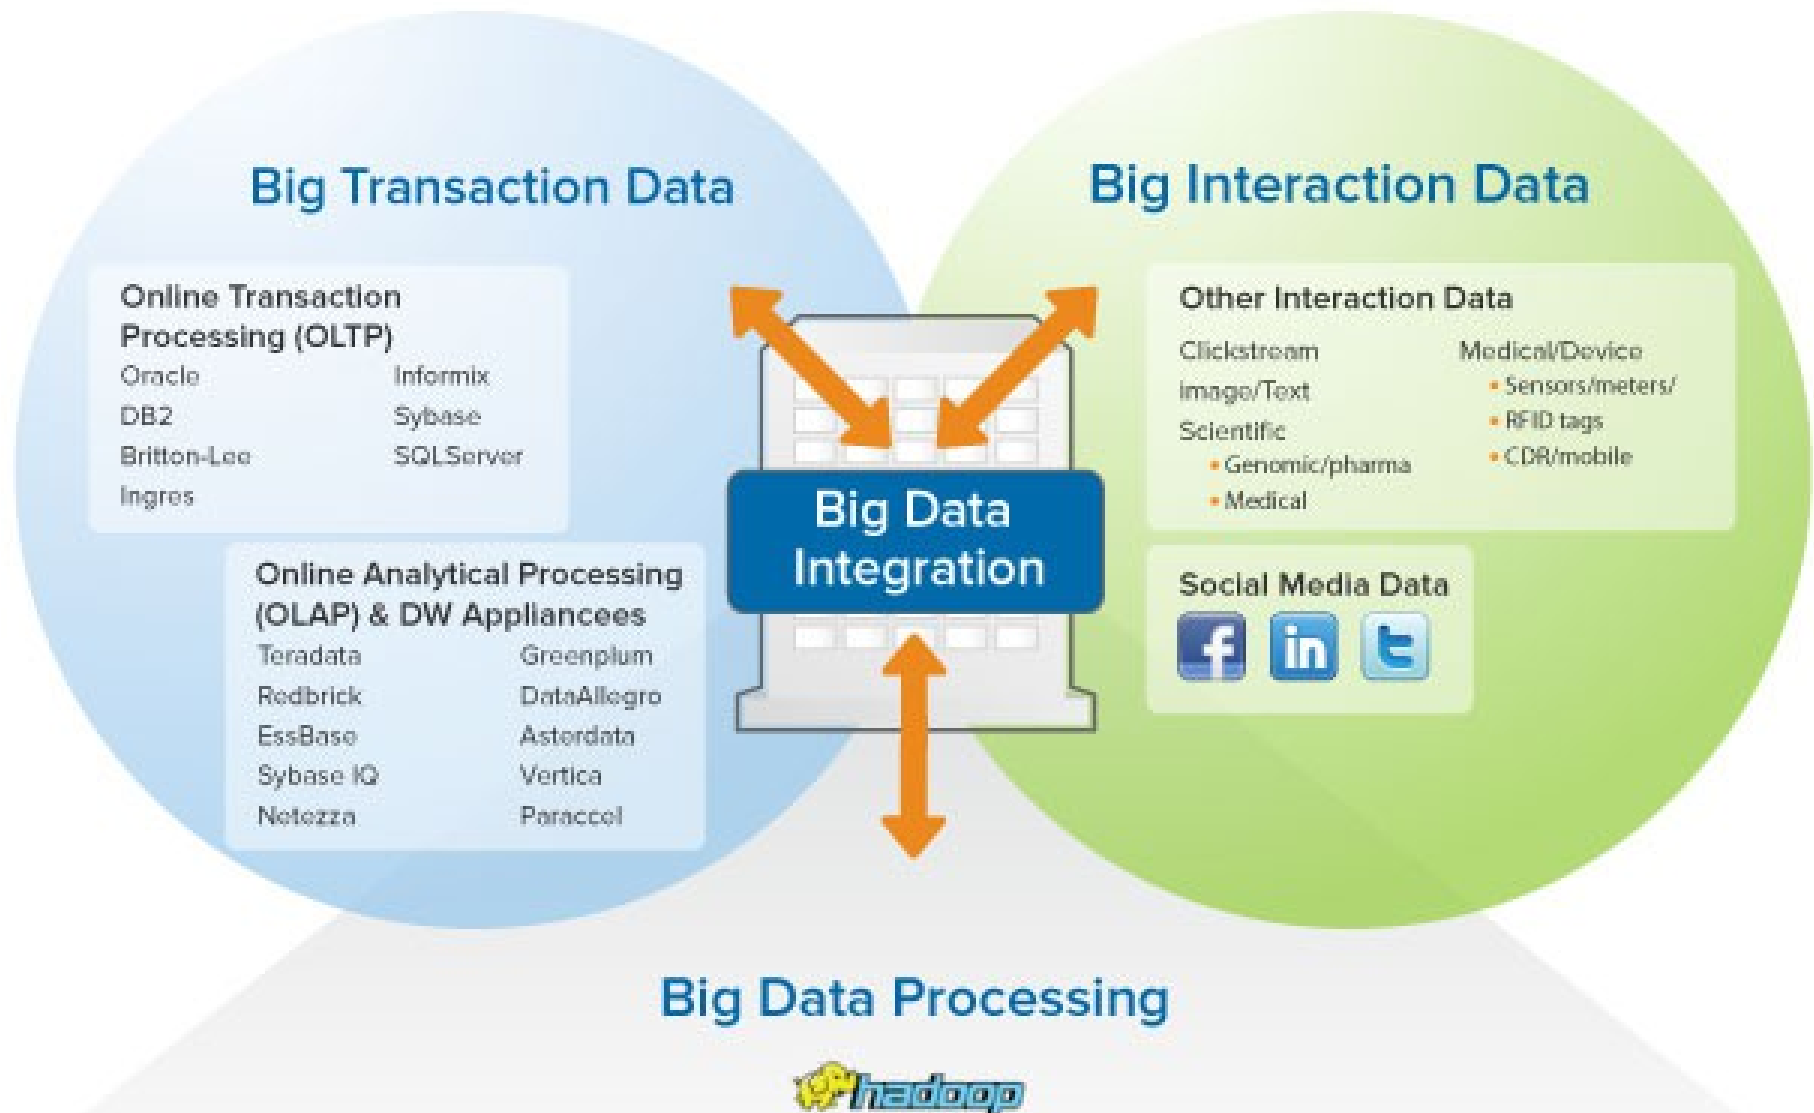 Big Transaction Data
Online Transaction
Processing (OLTP)
Oracle
DB2
Britton-Lee
Ingres
Informix
Sybase
SQLServer
Online Analytical Processing
(OLAP) & DW Appliancees
Teradata
Redbrick
EssBase
Sybase IQ
Netezza
Greenplum
DataAllegro
Asterdata
Vertica
Paraccel
Big Data
Integration
Big Interaction Data
Other Interaction Data
Clickstream
Image/Text
Scientific
• Genomic/pharma
• Medical
Medical/Device
• Sensors/meters/
• RFID tags
• CDR/mobile
Social Media Data
f
in
t
Big Data Processing
hadoop